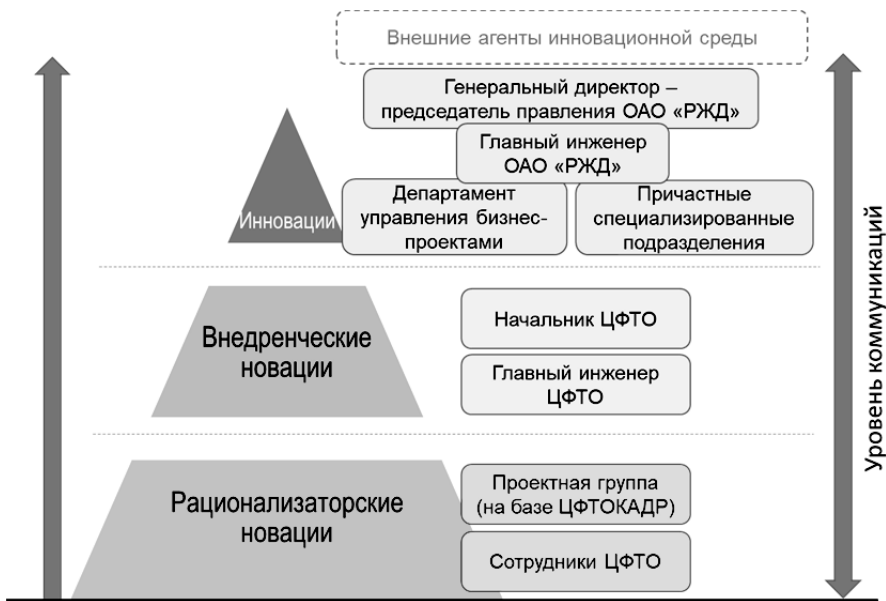 Внешние агенты инновационной среды
Генеральный директор –
председатель правления ОАО «РЖД»
Главный инженер
ОАО «РЖД»
Инновации
Департамент
управления бизнес-
проектами
Причастные
специализированные
подразделения
Внедренческие
новации
Начальник ЦФТО
Главный инженер
ЦФТО
Рационализаторские
новации
Проектная группа
(на базе ЦФТОКАДР)
Сотрудники ЦФТО
Уровень коммуникаций